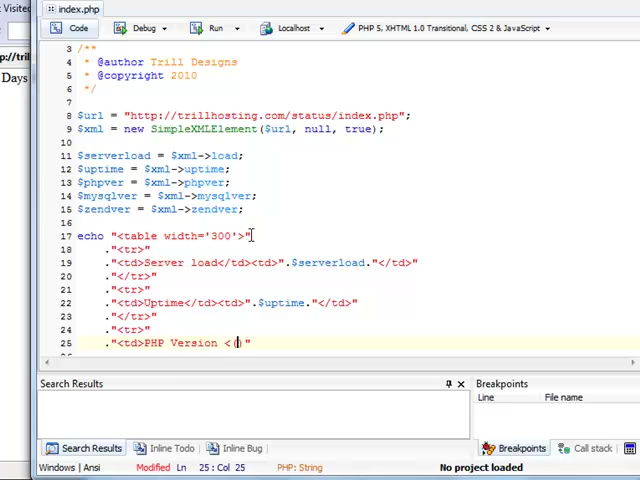 Visited
http://trill
Days
index.php
Code Debug Run Localhost PHP 5, XHTML 1.0 Transitional, CSS 2 & JavaScript
3 /**
4 * @author Trill Designs
5 * @copyright 2010
6 */
7
8 $url = "http://trillhosting.com/status/index.php";
9 $xml = new SimpleXMLElement($url, null, true);
10
11 $serverload = $xml->load;
12 $uptime = $xml->uptime;
13 $phpver = $xml->phpver;
14 $mysqlver = $xml->mysqlver;
15 $zendver = $xml->zendver;
16
17 echo "<table width='300'>"
18 ."<tr>"
19 ."<td>Server load</td><td>".$serverload."</td>"
20 ."</tr>"
21 ."<tr>"
22 ."<td>Uptime</td><td>".$uptime."</td>"
23 ."</tr>"
24 ."<tr>"
25 ."<td>PHP Version <()"
Search Results Breakpoints
Line File name
Search Results Inline Todo Inline Bug Breakpoints Call stack
Windows | Ansi Modified Ln 25 : Col 25 PHP: String No project loaded